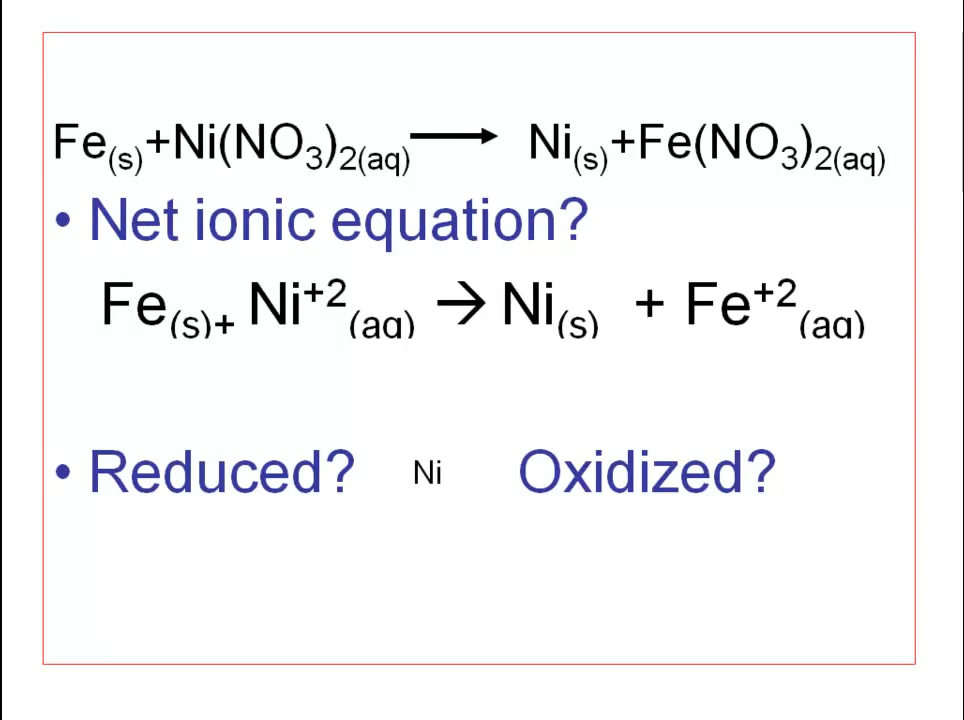 Fe(s)+Ni(NO3)2(aq) → Ni(s)+Fe(NO3)2(aq)
• Net ionic equation?
Fe(s)+ Ni+2(aq) → Ni(s) + Fe+2(aq)
• Reduced? Ni Oxidized?